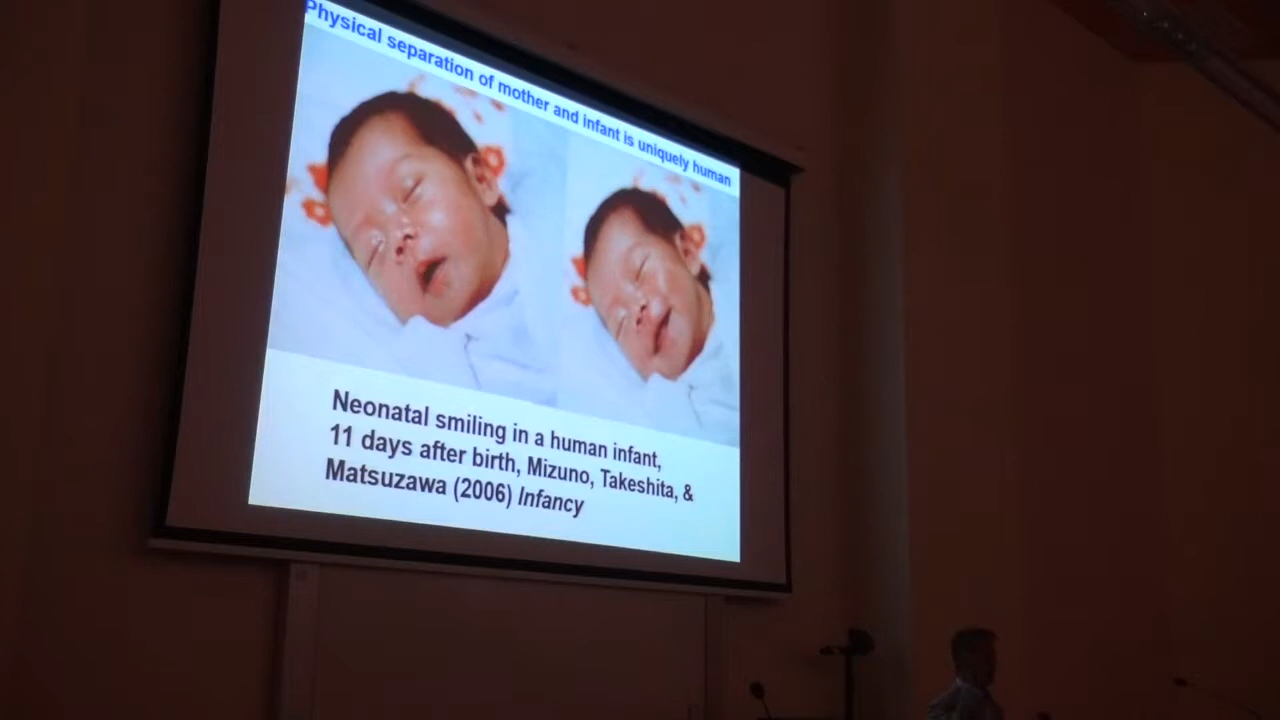 Physical separation of mother and infant is uniquely human
Neonatal smiling in a human infant,
11 days after birth, Mizuno, Takeshita, &
Matsuzawa (2006) Infancy